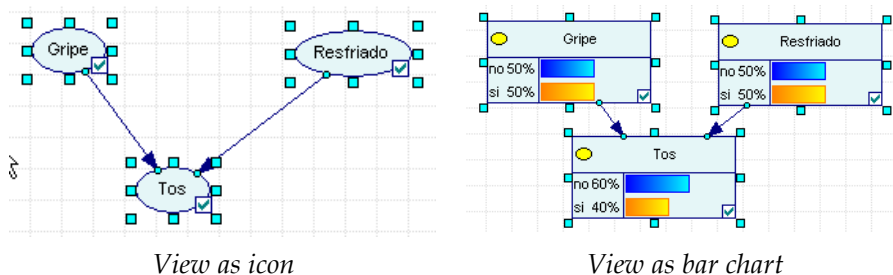 Gripe
Resfriado
Tos
View as icon
Gripe
no 50%
si 50%
Resfriado
no 50%
si 50%
Tos
no 60%
si 40%
View as bar chart